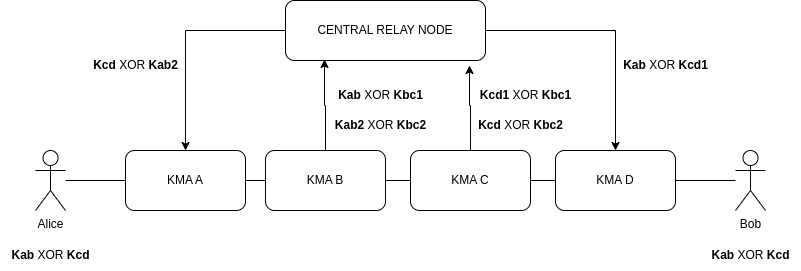 CENTRAL RELAY NODE
Kcd XOR Kab2
Kab XOR Kcd1
Kab XOR Kbc1
Kcd1 XOR Kbc1
Kab2 XOR Kbc2
Kcd XOR Kbc2
KMA A
KMA B
KMA C
KMA D
Alice
Bob
Kab XOR Kcd
Kab XOR Kcd